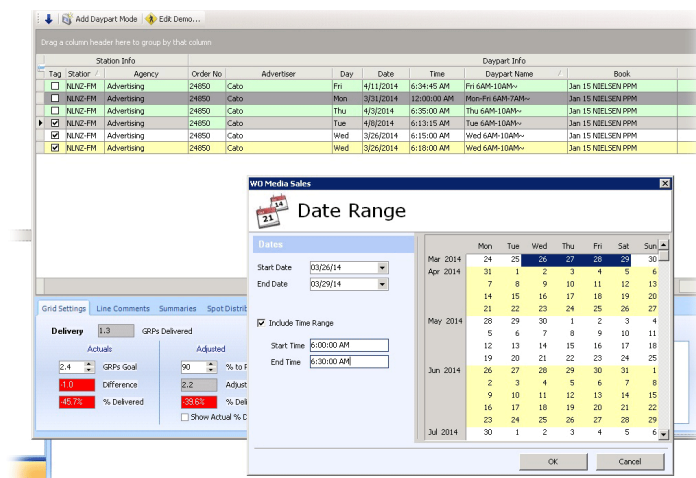 Add Daypart Mode Edit Demo...
Drag a column header here to group by that column
Station Info Daypart Info
Tag Station Agency Order No Advertiser Day Date Time Daypart Name Book
NLNZ-FM Advertising 24850 Cato Fri 4/11/2014 6:34:45 AM Fri 6AM-10AM~ Jan 15 NIELSEN PPM
NLNZ-FM Advertising 24850 Cato Mon 3/31/2014 12:00:00 AM Mon-Fri 6AM-7AM~ Jan 15 NIELSEN PPM
NLNZ-FM Advertising 24850 Cato Thu 4/3/2014 6:35:00 AM Thu 6AM-10AM~ Jan 15 NIELSEN PPM
NLNZ-FM Advertising 24850 Cato Tue 4/8/2014 6:13:15 AM Tue 6AM-10AM~ Jan 15 NIELSEN PPM
NLNZ-FM Advertising 24850 Cato Wed 3/26/2014 6:15:00 AM Wed 6AM-10AM~ Jan 15 NIELSEN PPM
NLNZ-FM Advertising 24850 Cato Wed 3/26/2014 6:18:00 AM Wed 6AM-10AM~ Jan 15 NIELSEN PPM
WO Media Sales
14
21
Date Range
Dates
Start Date 03/26/14
End Date 03/29/14
Include Time Range
Start Time 6:00:00 AM
End Time 6:30:00 AM
Mon Tue Wed Thu Fri Sat Sun
Mar 2014 24 25 26 27 28 29 30
Apr 2014 31 1 2 3 4 5 6
7 8 9 10 11 12 13
14 15 16 17 18 19 20
21 22 23 24 25 26 27
May 2014 28 29 30 1 2 3 4
5 6 7 8 9 10 11
12 13 14 15 16 17 18
19 20 21 22 23 24 25
Jun 2014 26 27 28 29 30 31 1
2 3 4 5 6 7 8
9 10 11 12 13 14 15
16 17 18 19 20 21 22
23 24 25 26 27 28 29
Jul 2014 30 1 2 3 4 5 6
OK Cancel
Grid Settings Line Comments Summaries Spot Distrib
Delivery 1.3 GRPs Delivered
Actuals Adjusted
2.4 GRPs Goal 90 % to
-1.0 Difference 2.2 Adjust
-45.7% % Delivered -39.6% % Deli
Show Actual % D